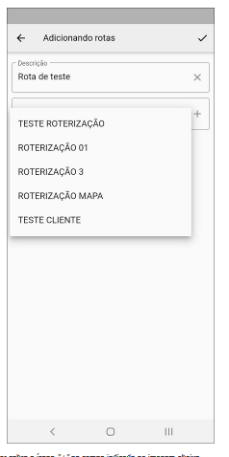 Adicionando rotas
Descrição
Rota de teste
TESTE ROTERIZAÇÃO
ROTERIZAÇÃO 01
ROTERIZAÇÃO 3
ROTERIZAÇÃO MAPA
TESTE CLIENTE